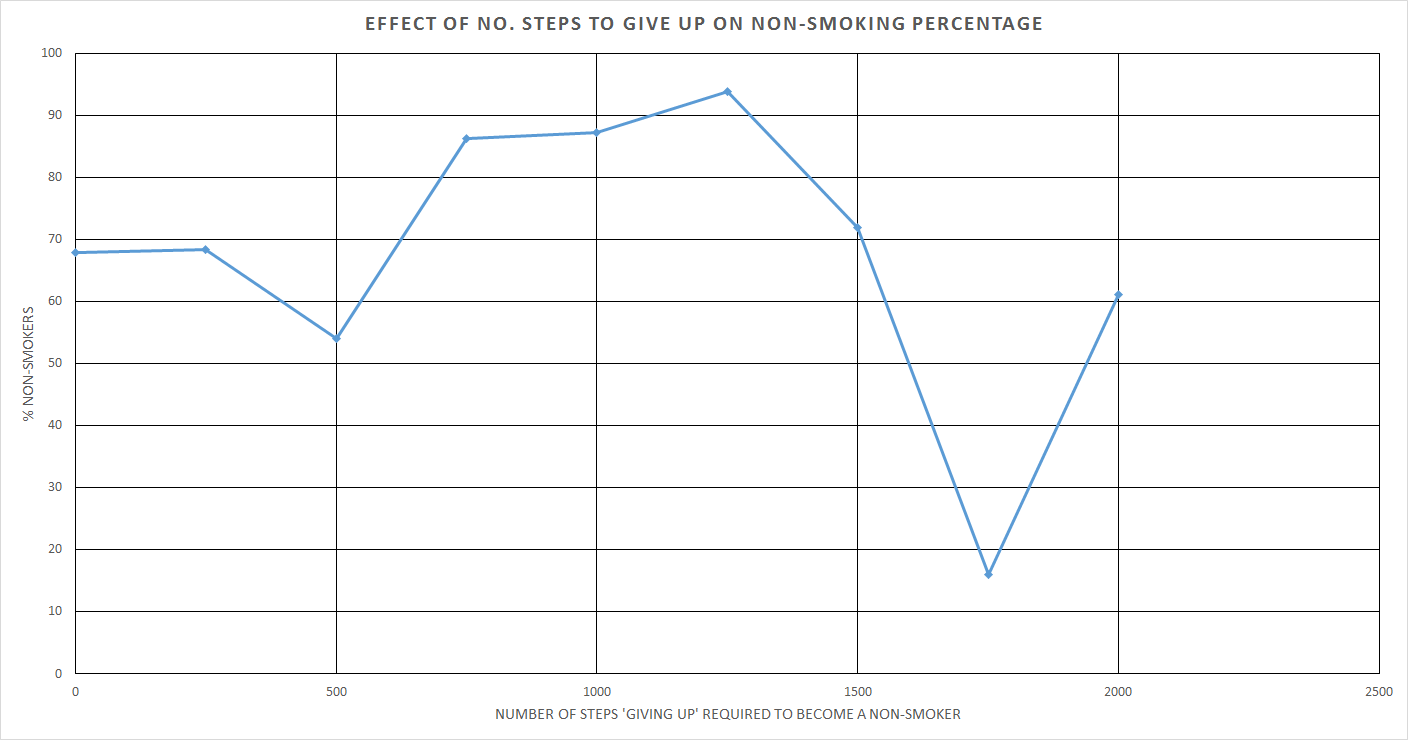 EFFECT OF NO. STEPS TO GIVE UP ON NON-SMOKING PERCENTAGE
100
90
80
70
60
50
40
30
20
10
0
% NON-SMOKERS
0 500 1000 1500 2000 2500
NUMBER OF STEPS 'GIVING UP' REQUIRED TO BECOME A NON-SMOKER